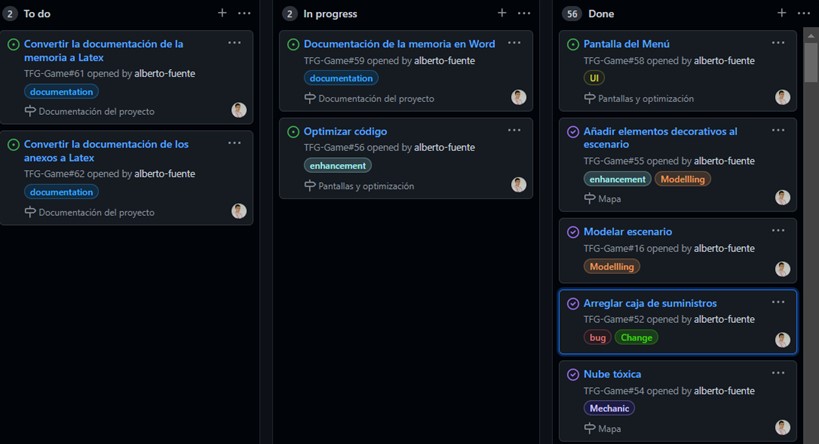 2 To do
Convertir la documentación de la
memoria a Latex
TFG-Game#61 opened by alberto-fuente
documentation
Documentación del proyecto
Convertir la documentación de los
anexos a Latex
TFG-Game#62 opened by alberto-fuente
documentation
Documentación del proyecto
2 In progress
Documentación de la memoria en Word
TFG-Game#59 opened by alberto-fuente
documentation
Documentación del proyecto
Optimizar código
TFG-Game#56 opened by alberto-fuente
enhancement
Pantallas y optimización
56 Done
Pantalla del Menú
TFG-Game#58 opened by alberto-fuente
UI
Pantallas y optimización
Añadir elementos decorativos al
escenario
TFG-Game#55 opened by alberto-fuente
enhancement Modellling
Mapa
Modelar escenario
TFG-Game#16 opened by alberto-fuente
Modellling
Arreglar caja de suministros
TFG-Game#52 opened by alberto-fuente
bug Change
Nube tóxica
TFG-Game#54 opened by alberto-fuente
Mechanic
Mapa